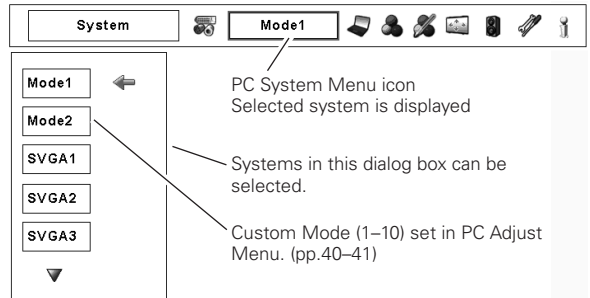 System
Mode1
Mode1
Mode2
SVGA1
SVGA2
SVGA3
PC System Menu icon
Selected system is displayed
Systems in this dialog box can be
selected.
Custom Mode (1–10) set in PC Adjust
Menu. (pp.40–41)